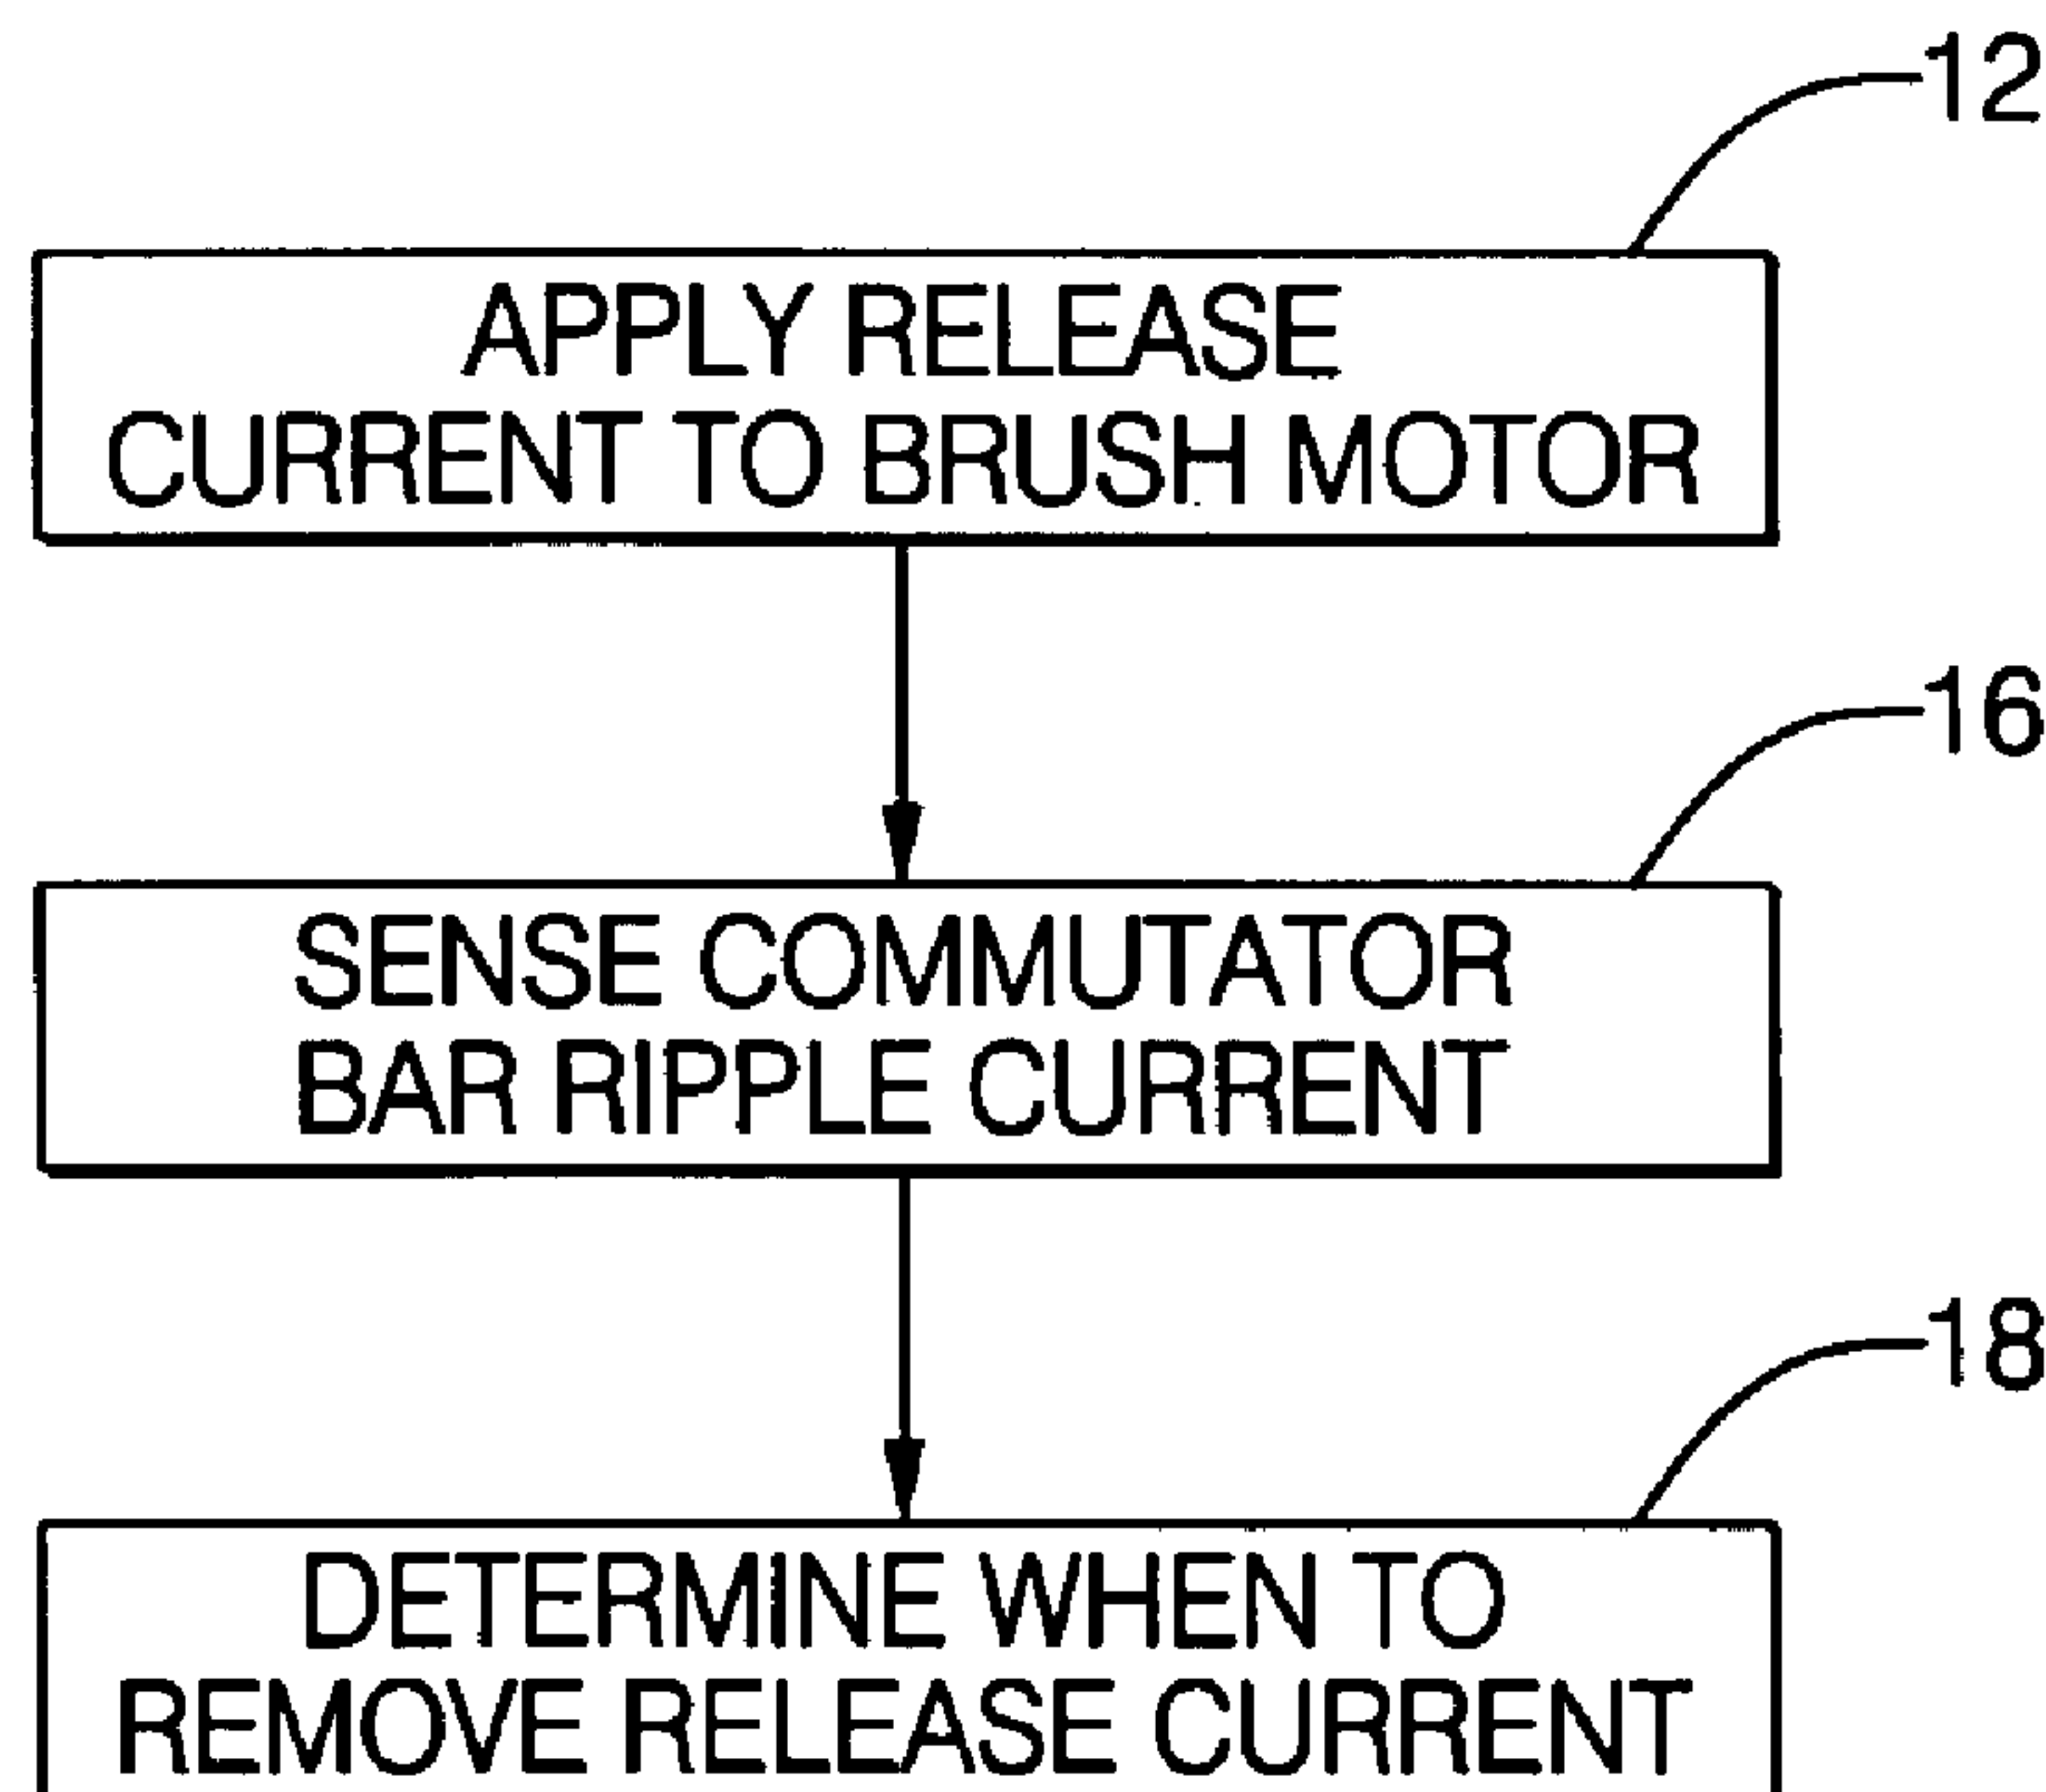 12
APPLY RELEASE
CURRENT TO BRUSH MOTOR
16
SENSE COMMUTATOR
BAR RIPPLE CURRENT
18
DETERMINE WHEN TO
REMOVE RELEASE CURRENT